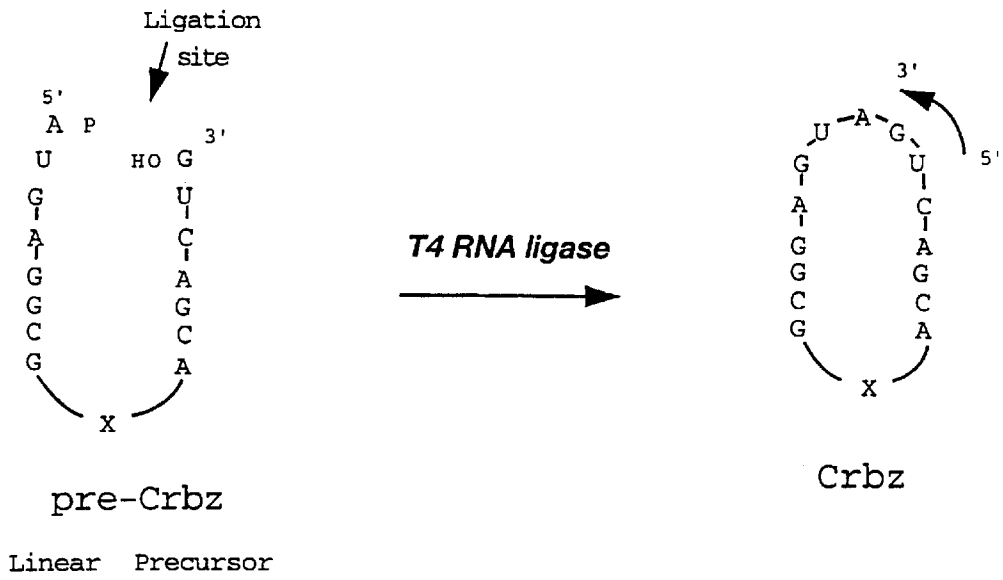 Ligation
site
5'
A P
3'
U HO G
G U
A C
G A
G G
C C
G A
X
pre-Crbz
Linear Precursor
T4 RNA ligase
3'
U A G
5'
G U
A C
G A
G G
C C
G A
X
Crbz